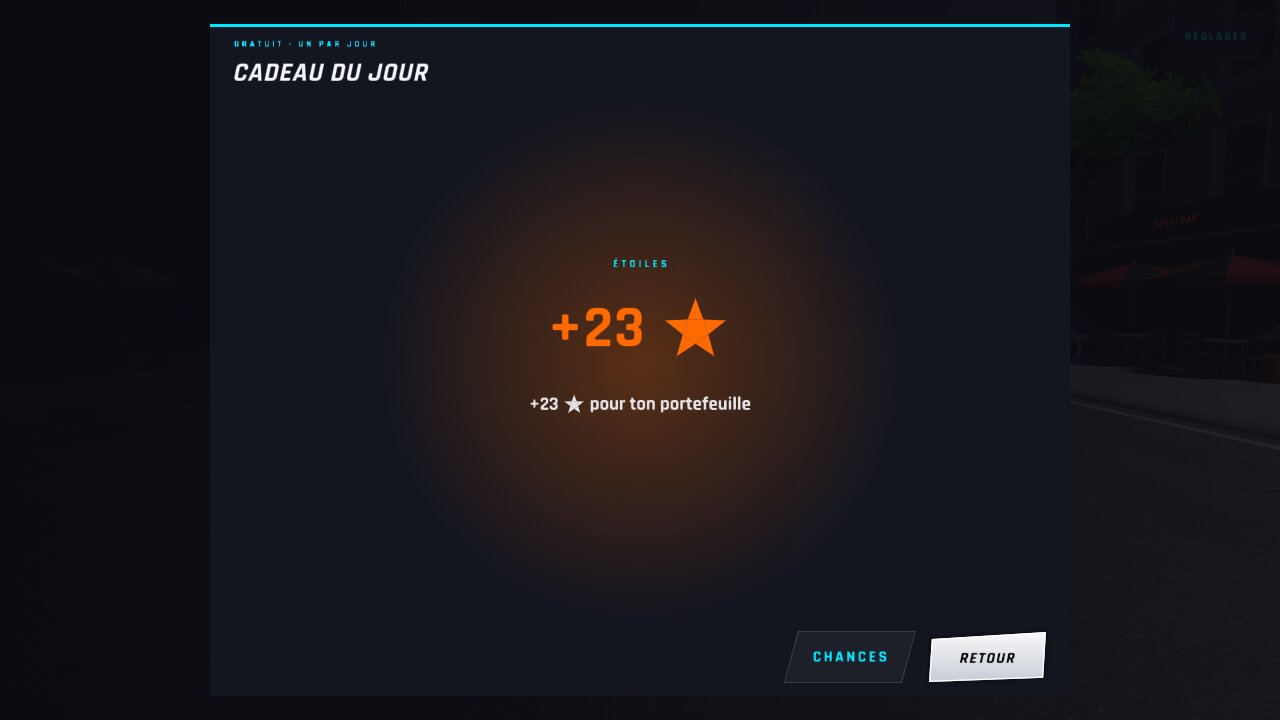 GRATUIT · UN PAR JOUR
RÉGLAGES
CADEAU DU JOUR
SUSHI BAR
ÉTOILES
+23 ★
+23 ★ pour ton portefeuille
CHANCES
RETOUR